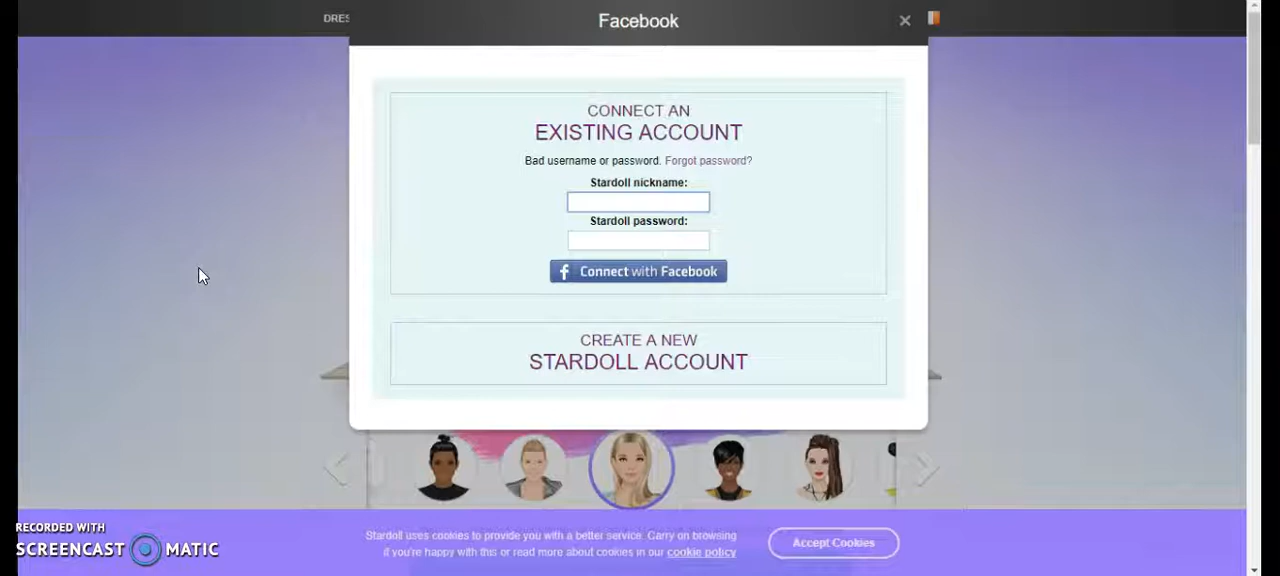 DRES
Facebook
CONNECT AN
EXISTING ACCOUNT
Bad username or password. Forgot password?
Stardoll nickname:
Stardoll password:
Connect with Facebook
CREATE A NEW
STARDOLL ACCOUNT
Stardoll uses cookies to provide you with a better service. Carry on browsing
if you're happy with this or read more about cookies in our cookie policy
Accept Cookies
RECORDED WITH
SCREENCAST MATIC